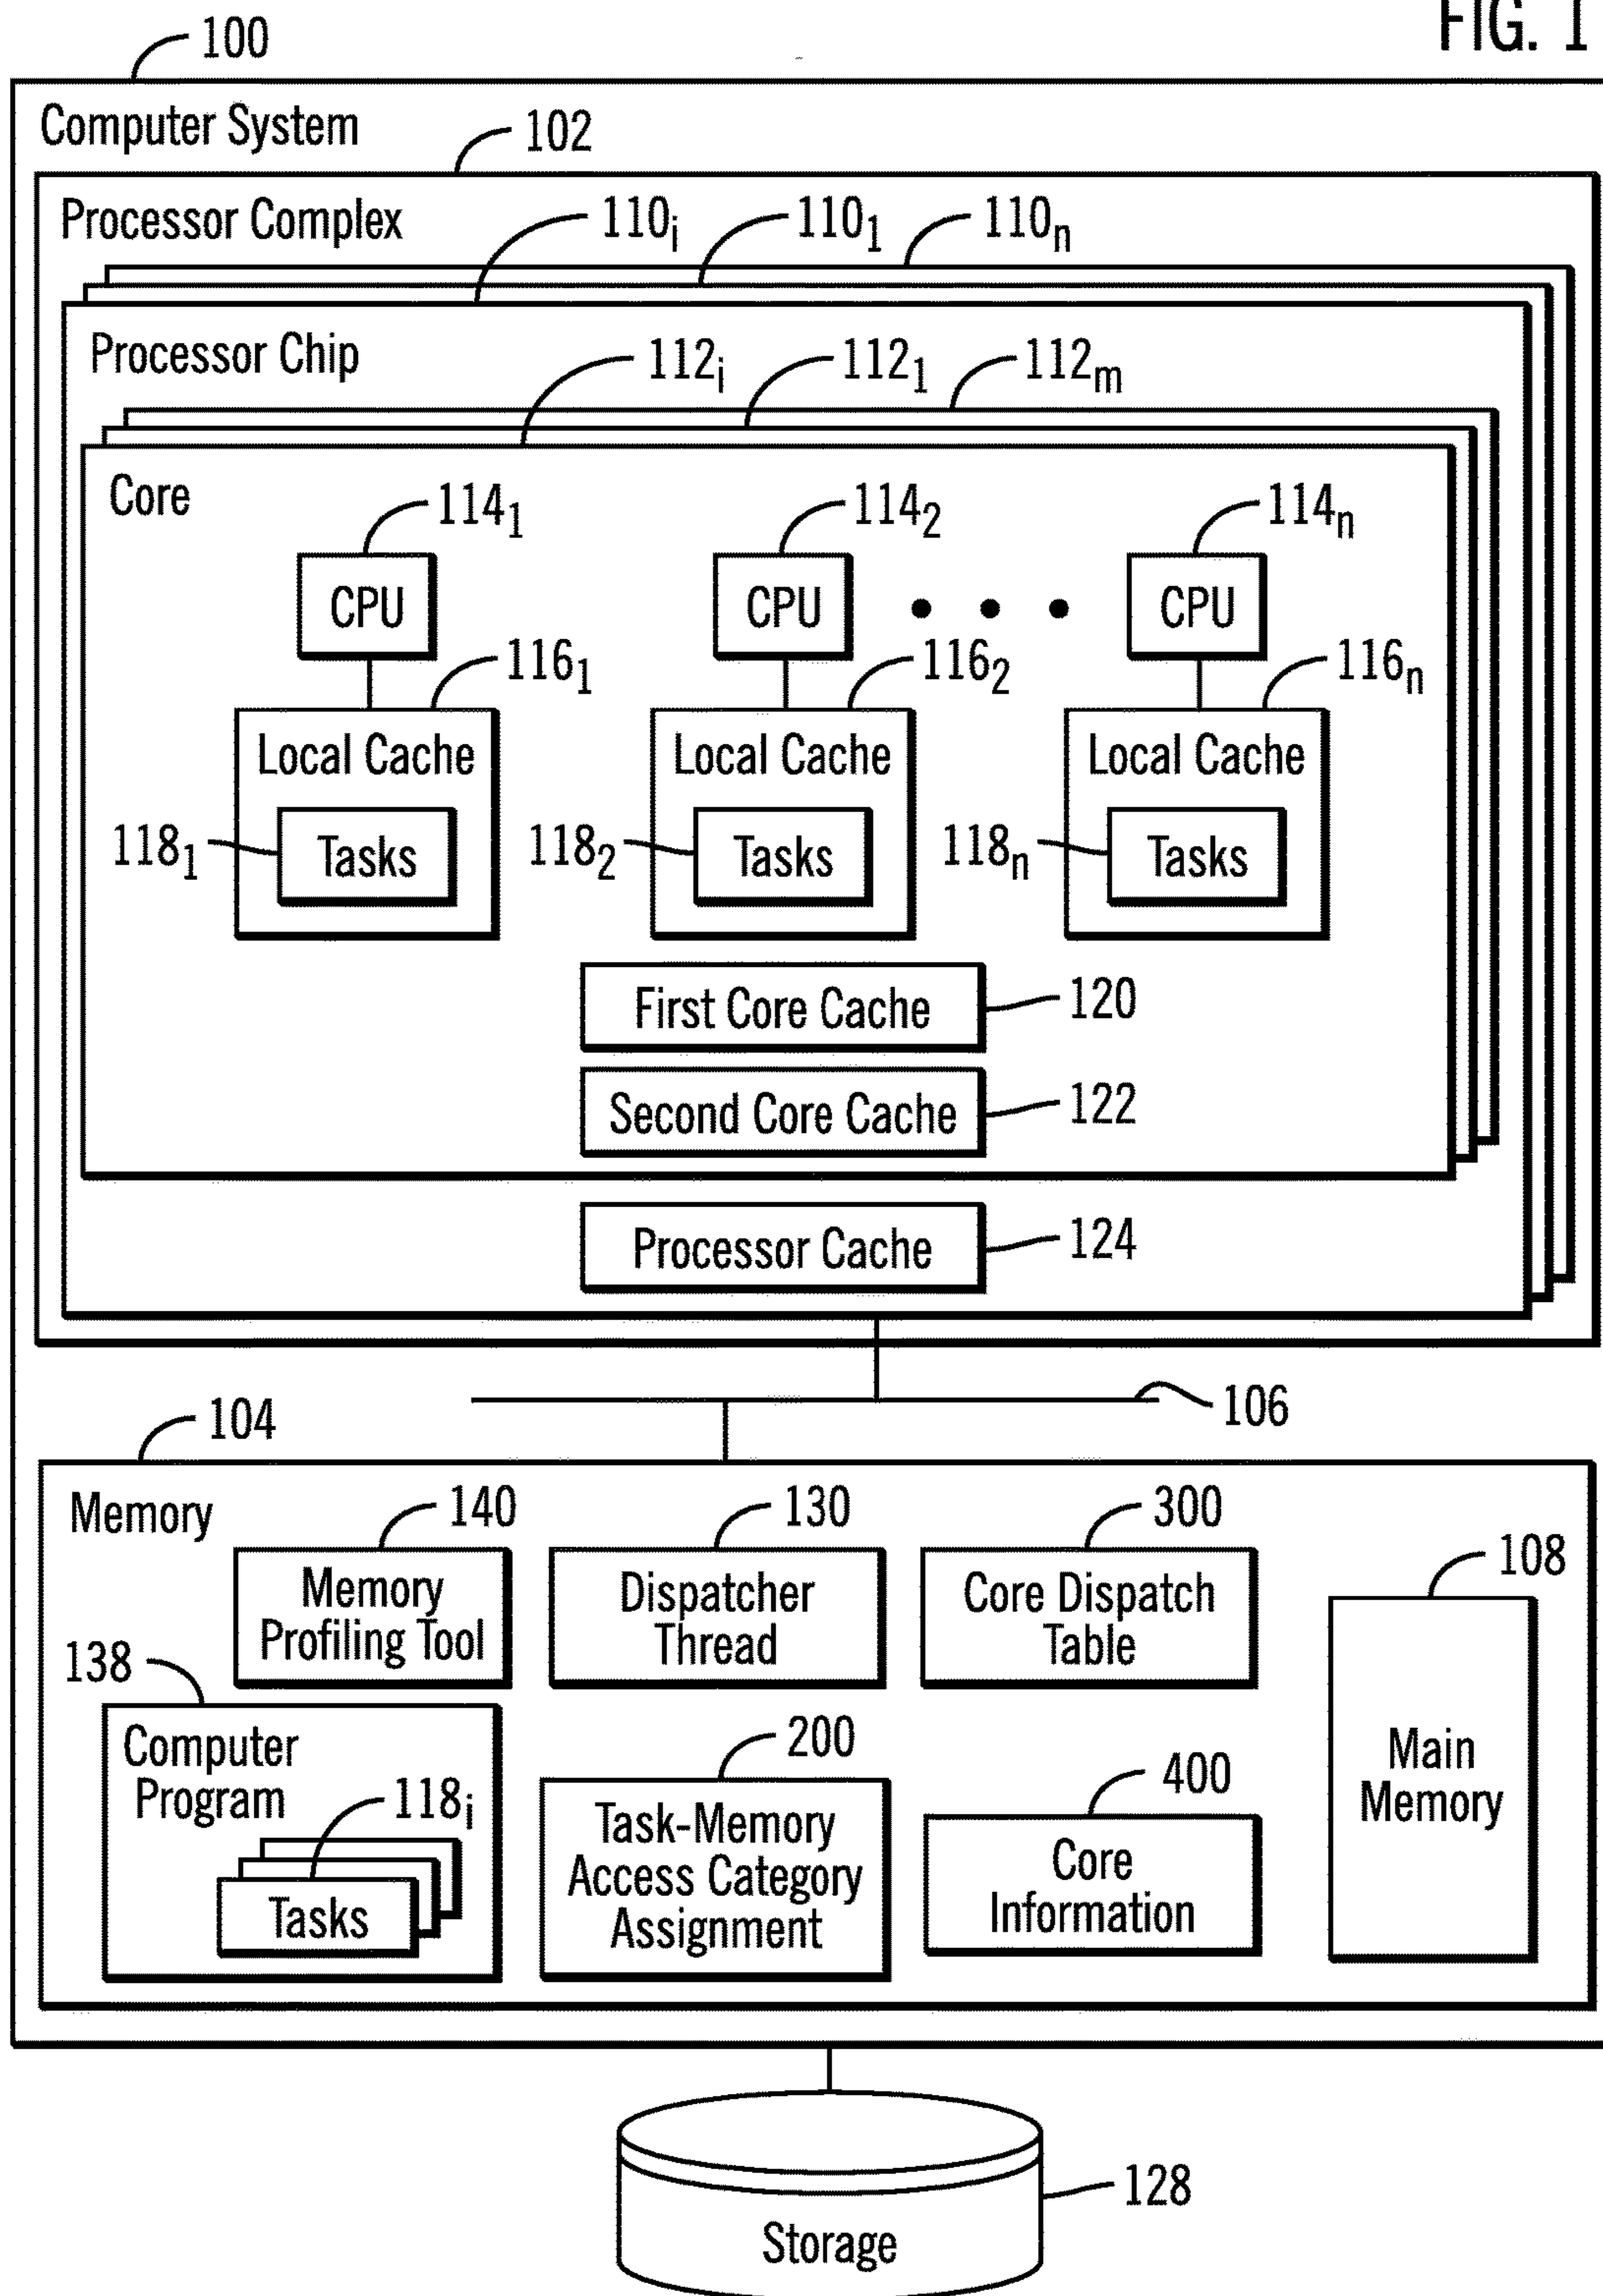 FIG. 1
100
Computer System
102
Processor Complex
110i 1101 110n
Processor Chip
112i 1121 112m
Core
1141 1142 114n
CPU CPU • • • CPU
1161 1162 116n
Local Cache Local Cache Local Cache
1181 Tasks 1182 Tasks 118n Tasks
First Core Cache 120
Second Core Cache 122
Processor Cache 124
106
104
Memory
140 130 300
108
Memory
Profiling Tool
Dispatcher
Thread
Core Dispatch
Table
138
Computer
Program
118i
Tasks
200
Task-Memory
Access Category
Assignment
400
Core
Information
Main
Memory
128
Storage